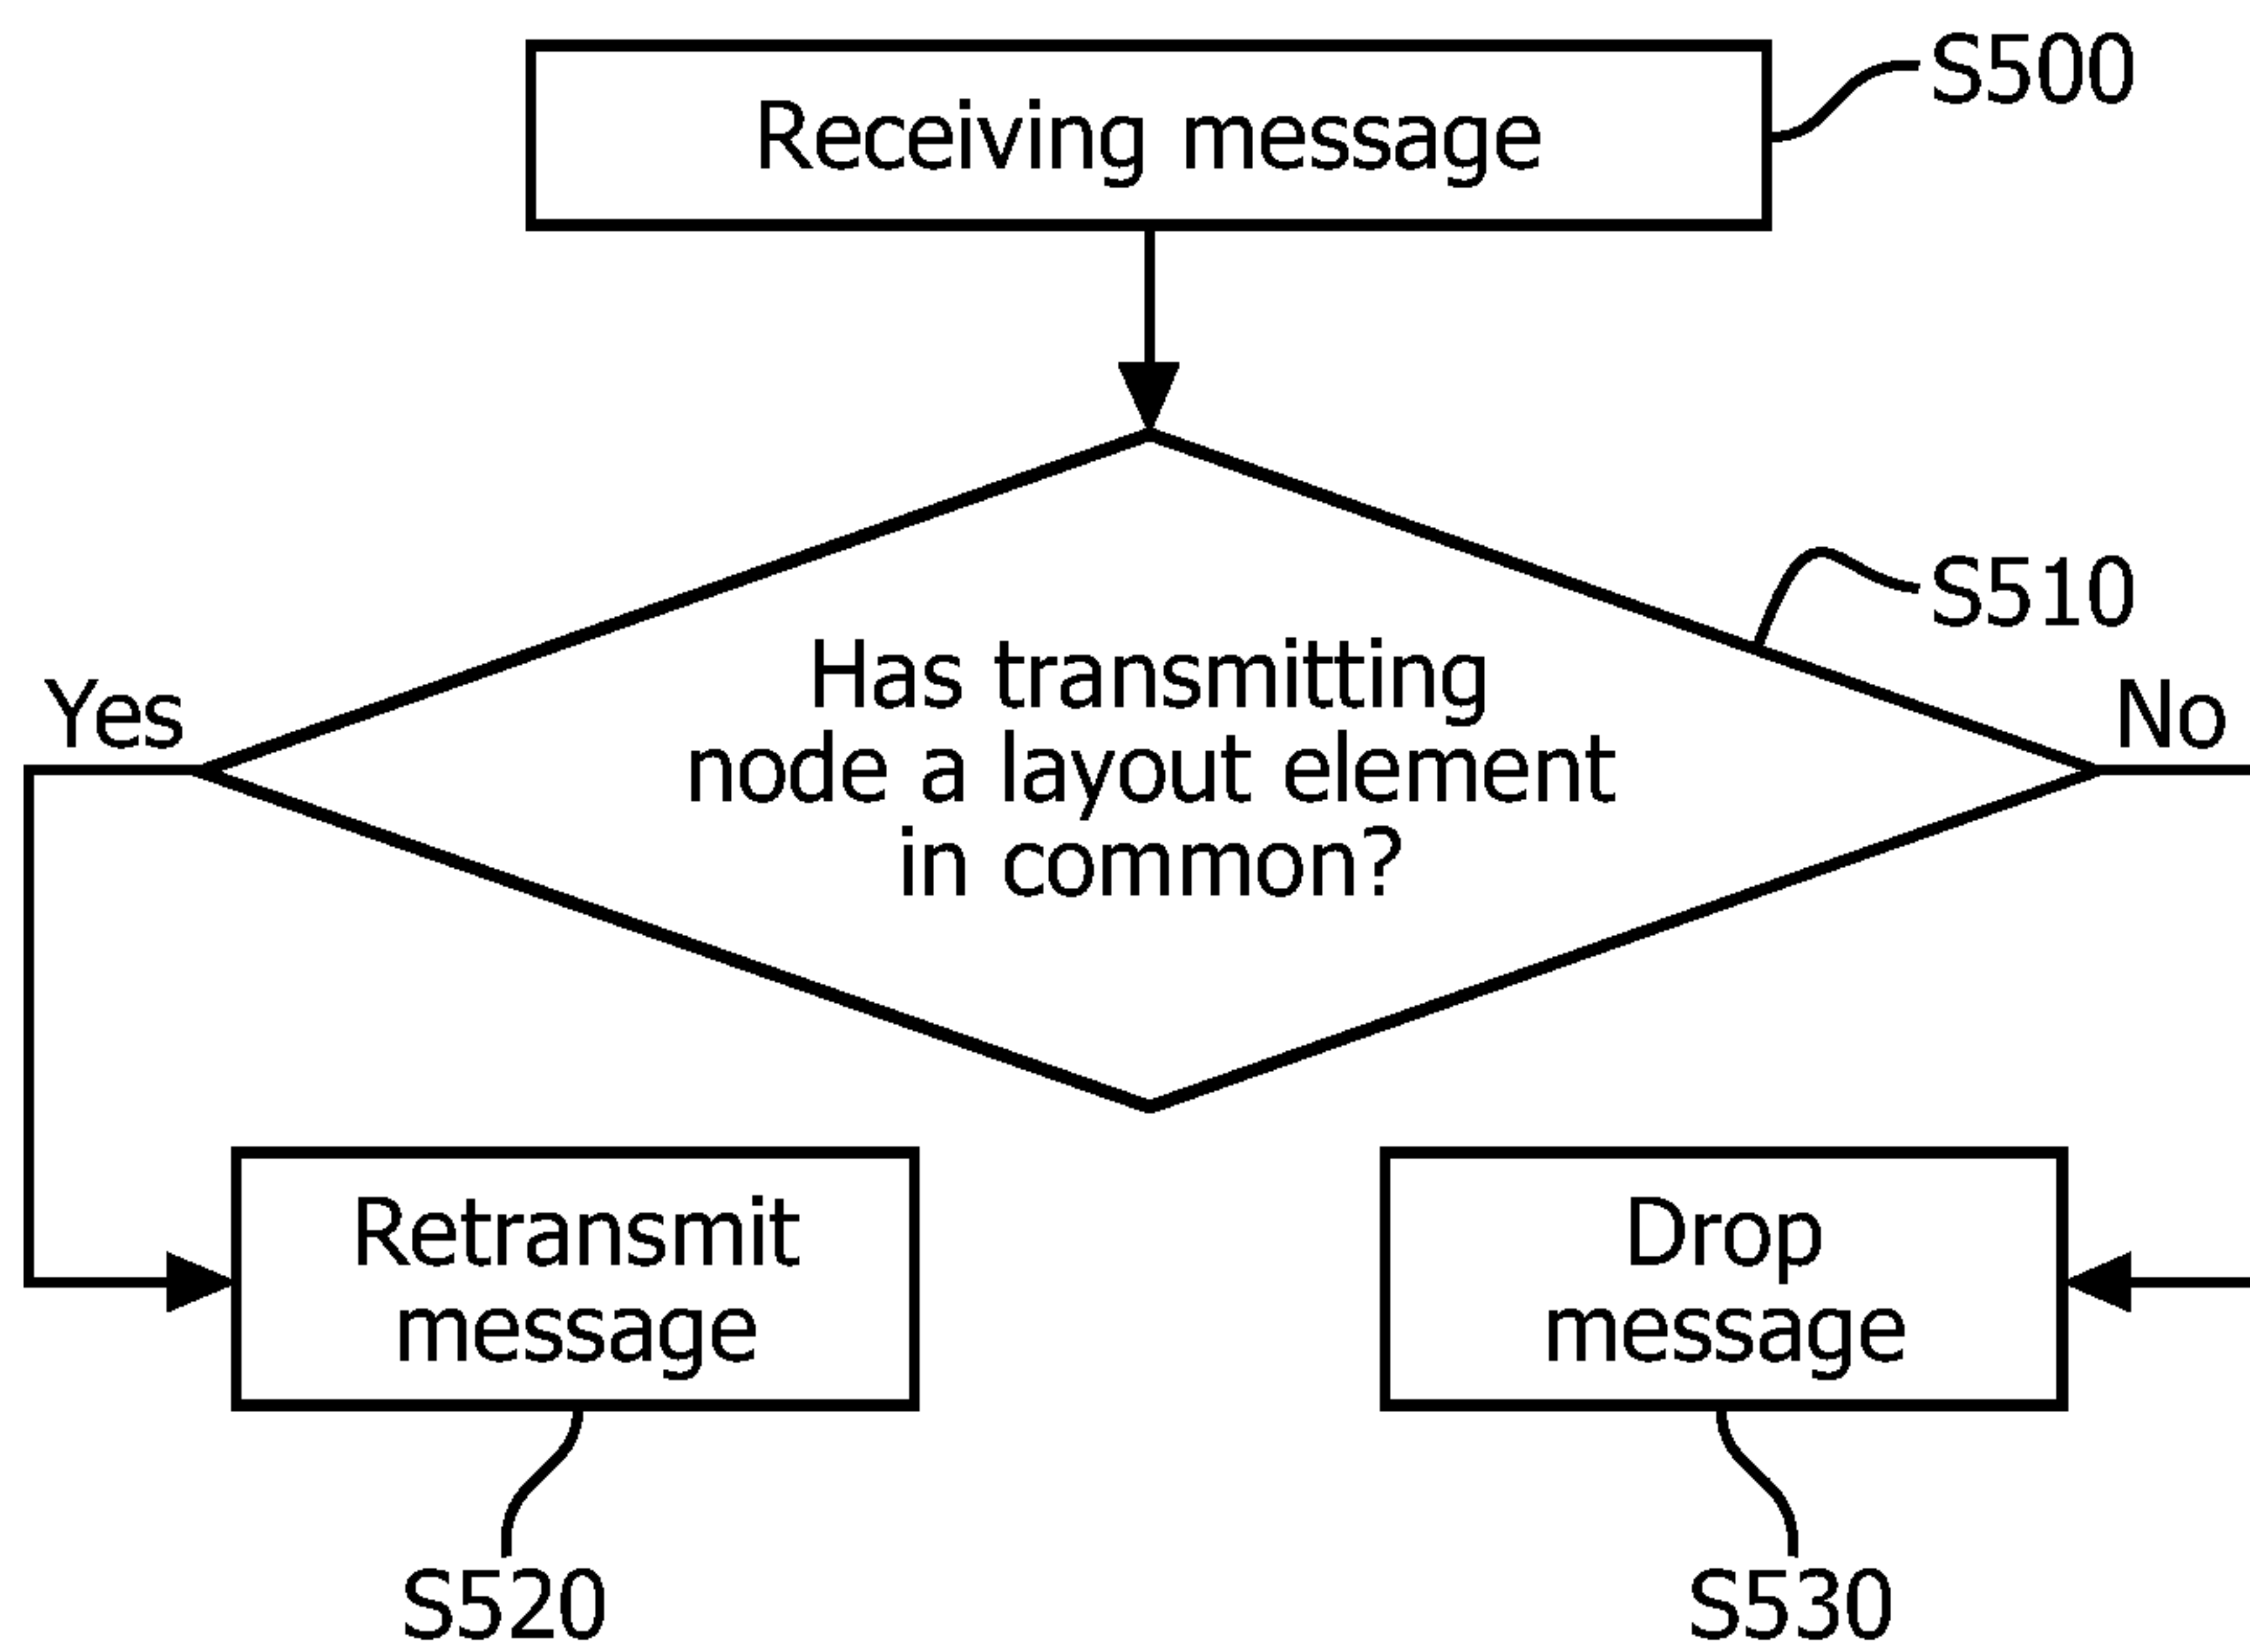 Receiving message
S500
S510
Has transmitting
node a layout element
in common?
Yes
No
Retransmit
message
Drop
message
S520
S530